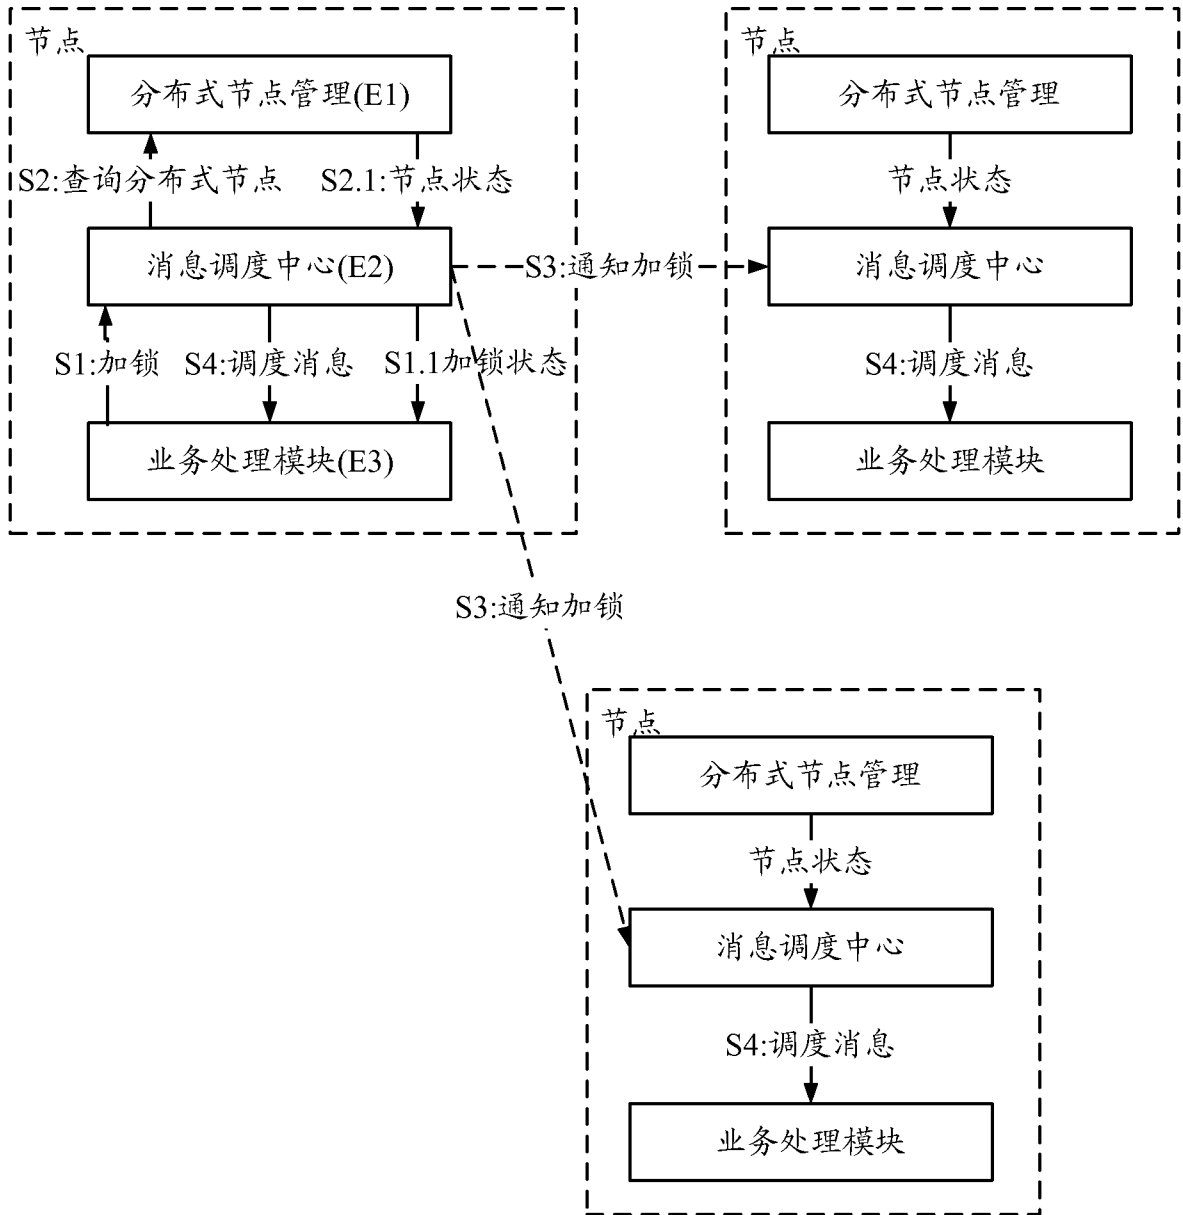 节点
分布式节点管理(E1)
S2:查询分布式节点
S2.1:节点状态
消息调度中心(E2)
S1:加锁
S4:调度消息
S1.1加锁状态
业务处理模块(E3)
S3:通知加锁
节点
分布式节点管理
节点状态
消息调度中心
S4:调度消息
业务处理模块
S3:通知加锁
节点
分布式节点管理
节点状态
消息调度中心
S4:调度消息
业务处理模块